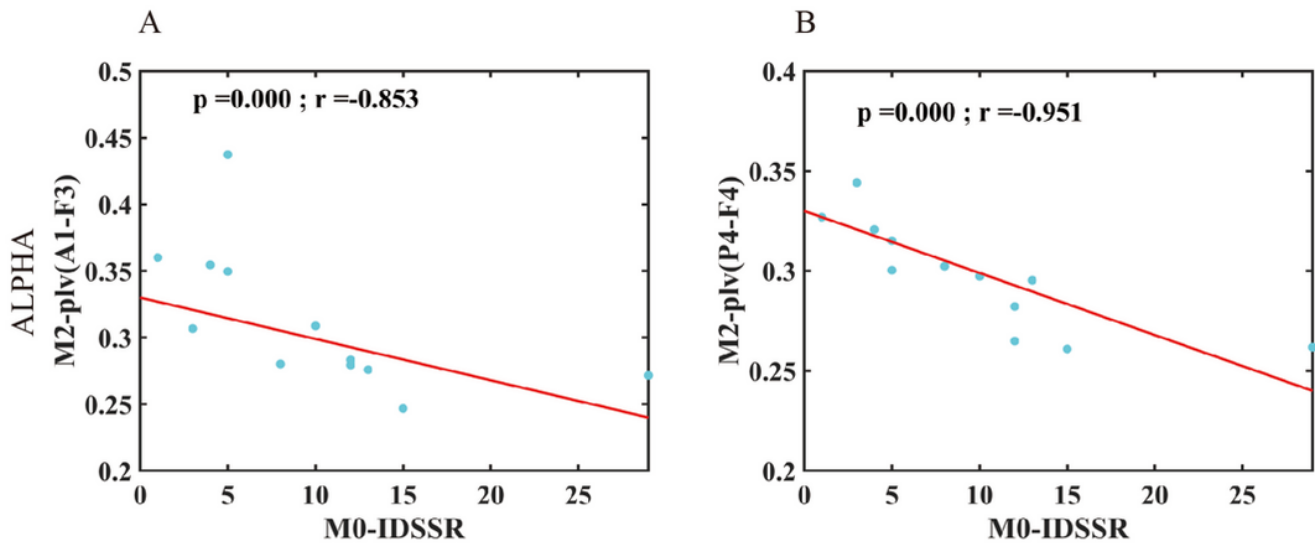 A
ALPHA
M2-plv(A1-F3)
p =0.000 ; r =-0.853
0.5
0.45
0.4
0.35
0.3
0.25
0.2
0 5 10 15 20 25
M0-IDSSR
B
M2-plv(P4-F4)
p =0.000 ; r =-0.951
0.4
0.35
0.3
0.25
0.2
0 5 10 15 20 25
M0-IDSSR